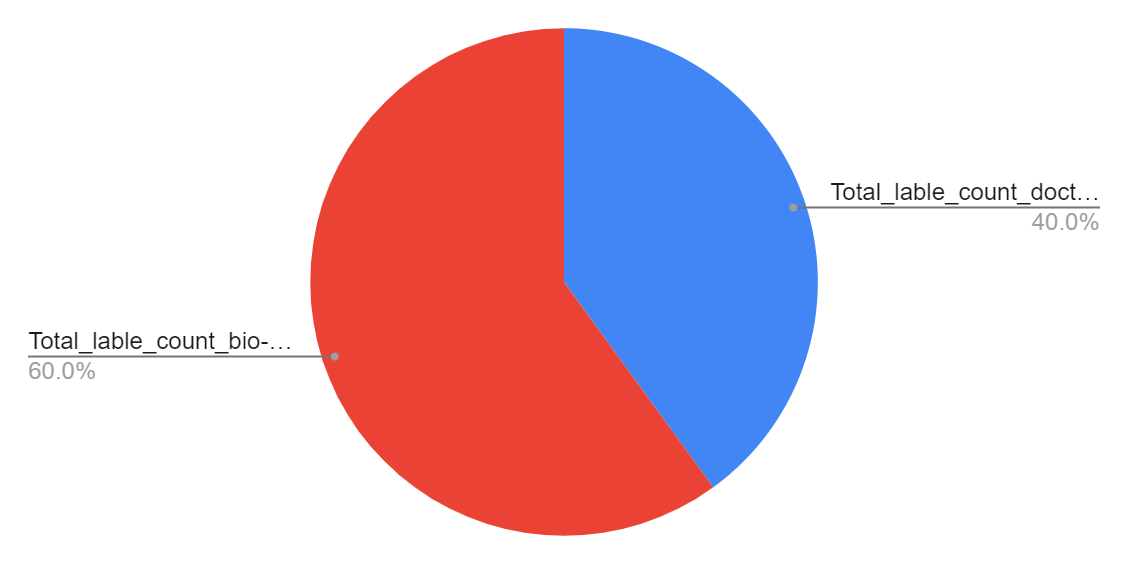 Total_lable_count_doct…
40.0%
Total_lable_count_bio-…
60.0%